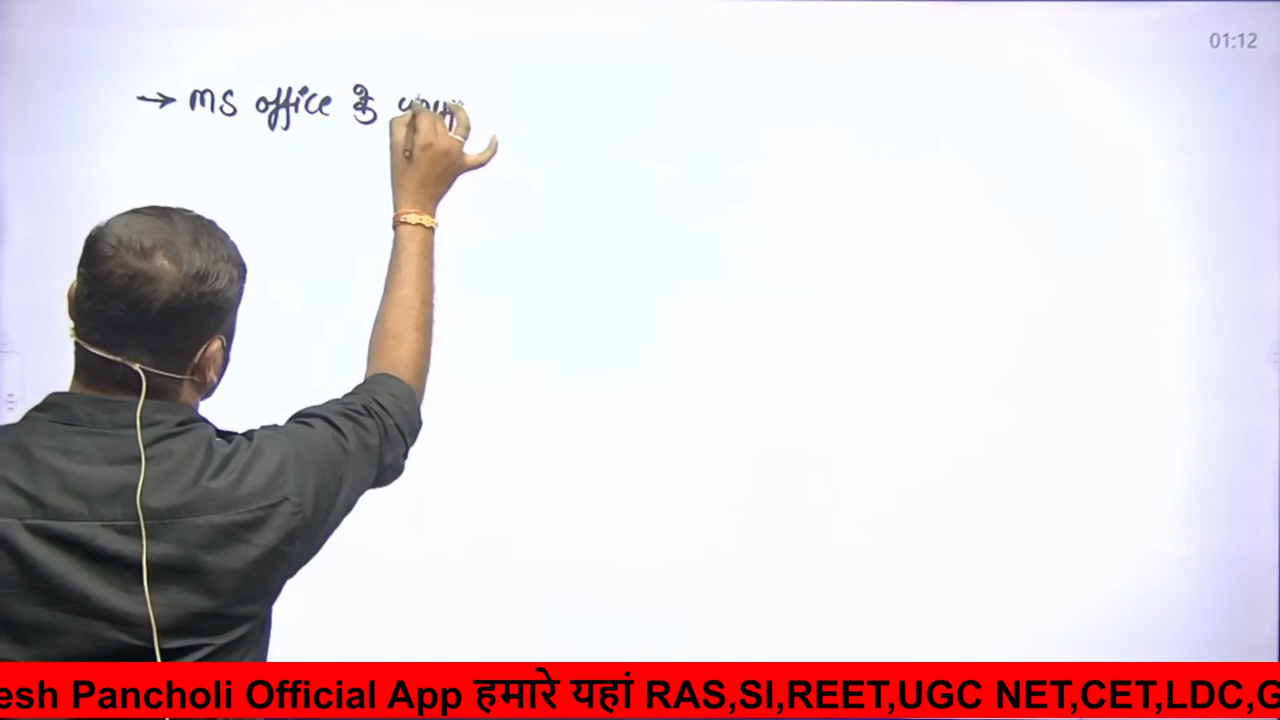 01:12
→ MS office के
esh Pancholi Official App हमारे यहां RAS,SI,REET,UGC NET,CET,LDC,G